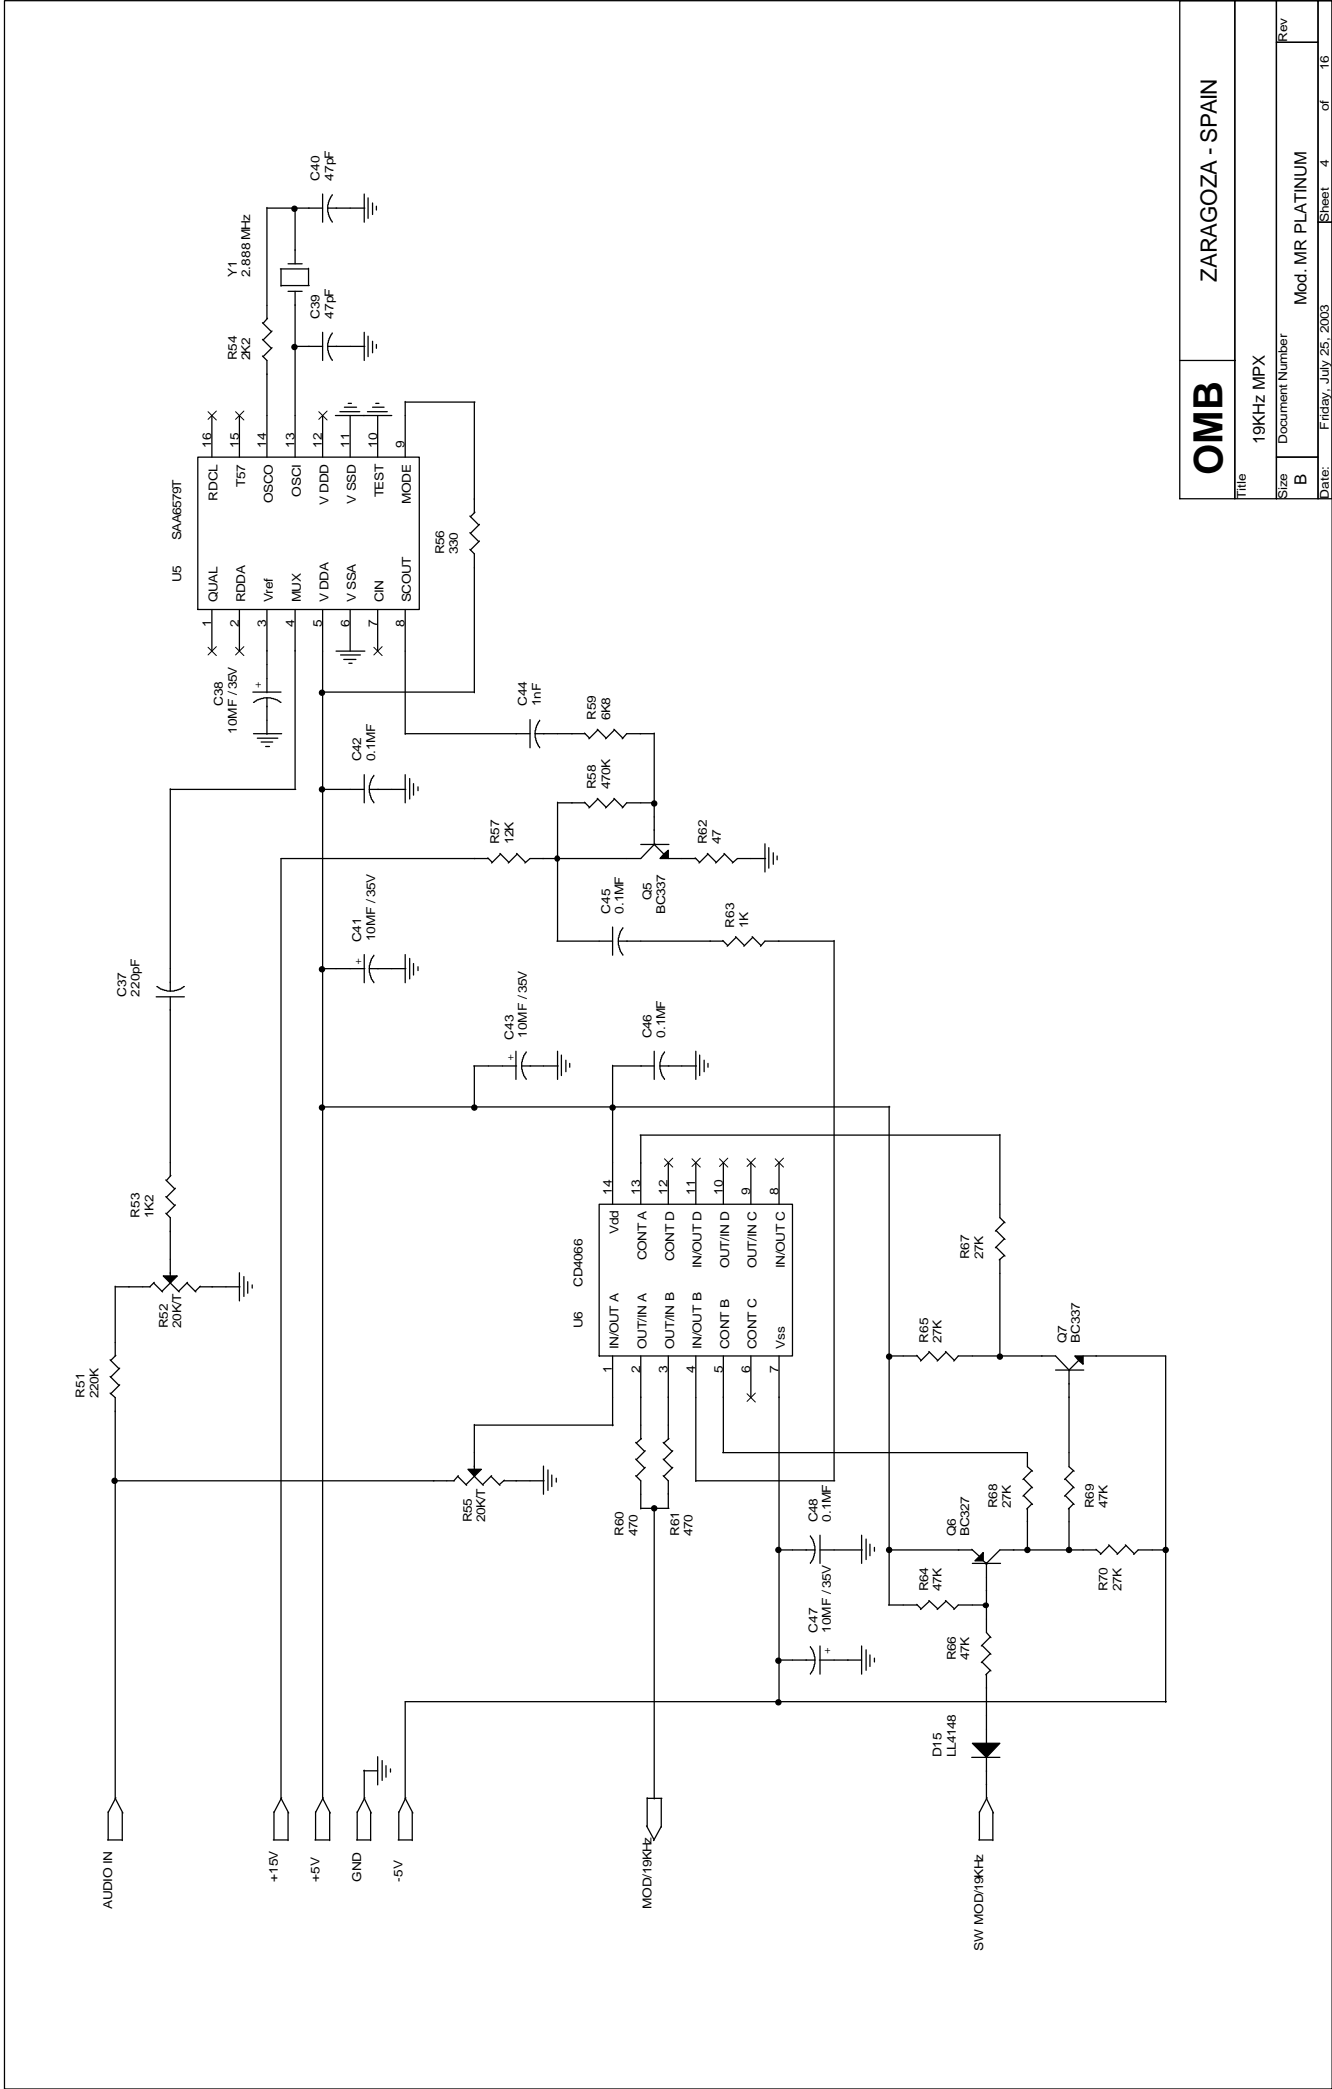 AUDIO IN
+15V
+5V
GND
-5V
MOD/19KHz
SW MOD/19KHz
R51
220K
R52
20K/T
R53
1K2
C37
220pF
R55
20K/T
C41
10MF / 35V
C42
0.1MF
C43
10MF / 35V
C46
0.1MF
C38
10MF / 35V
+
+
+
+
U5
SAA6579T
1
QUAL
2
RDDA
3
Vref
4
MUX
5
V DDA
6
V SSA
7
CIN
8
SCOUT
16
RDCL
15
T57
14
OSCO
13
OSCI
12
V DDD
11
V SSD
10
TEST
9
MODE
R54
2K2
Y1
2.888 MHz
C39
47pF
C40
47pF
R56
330
C44
1nF
R59
6K8
R58
470K
R57
12K
Q5
BC337
R62
47
C45
0.1MF
R63
1K
U6
CD4066
1
IN/OUT A
2
OUT/IN A
3
OUT/IN B
4
IN/OUT B
5
CONT B
6
CONT C
7
Vss
14
Vdd
13
CONT A
12
CONT D
11
IN/OUT D
10
OUT/IN D
9
OUT/IN C
8
IN/OUT C
R60
470
R61
470
C47
10MF / 35V
C48
0.1MF
D15
LL4148
R66
47K
R64
47K
Q6
BC327
R68
27K
R69
47K
R70
27K
R65
27K
R67
27K
Q7
BC337
OMB
ZARAGOZA - SPAIN
Title
19KHz MPX
Size
B
Document Number
Mod. MR PLATINUM
Rev
Date:
Friday, July 25, 2003
Sheet
4
of
16